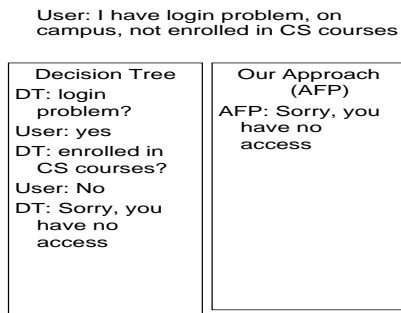 User: I have login problem, on
campus, not enrolled in CS courses
Decision Tree
DT: login
problem?
User: yes
DT: enrolled in
CS courses?
User: No
DT: Sorry, you
have no
access
Our Approach
(AFP)
AFP: Sorry, you
have no
access